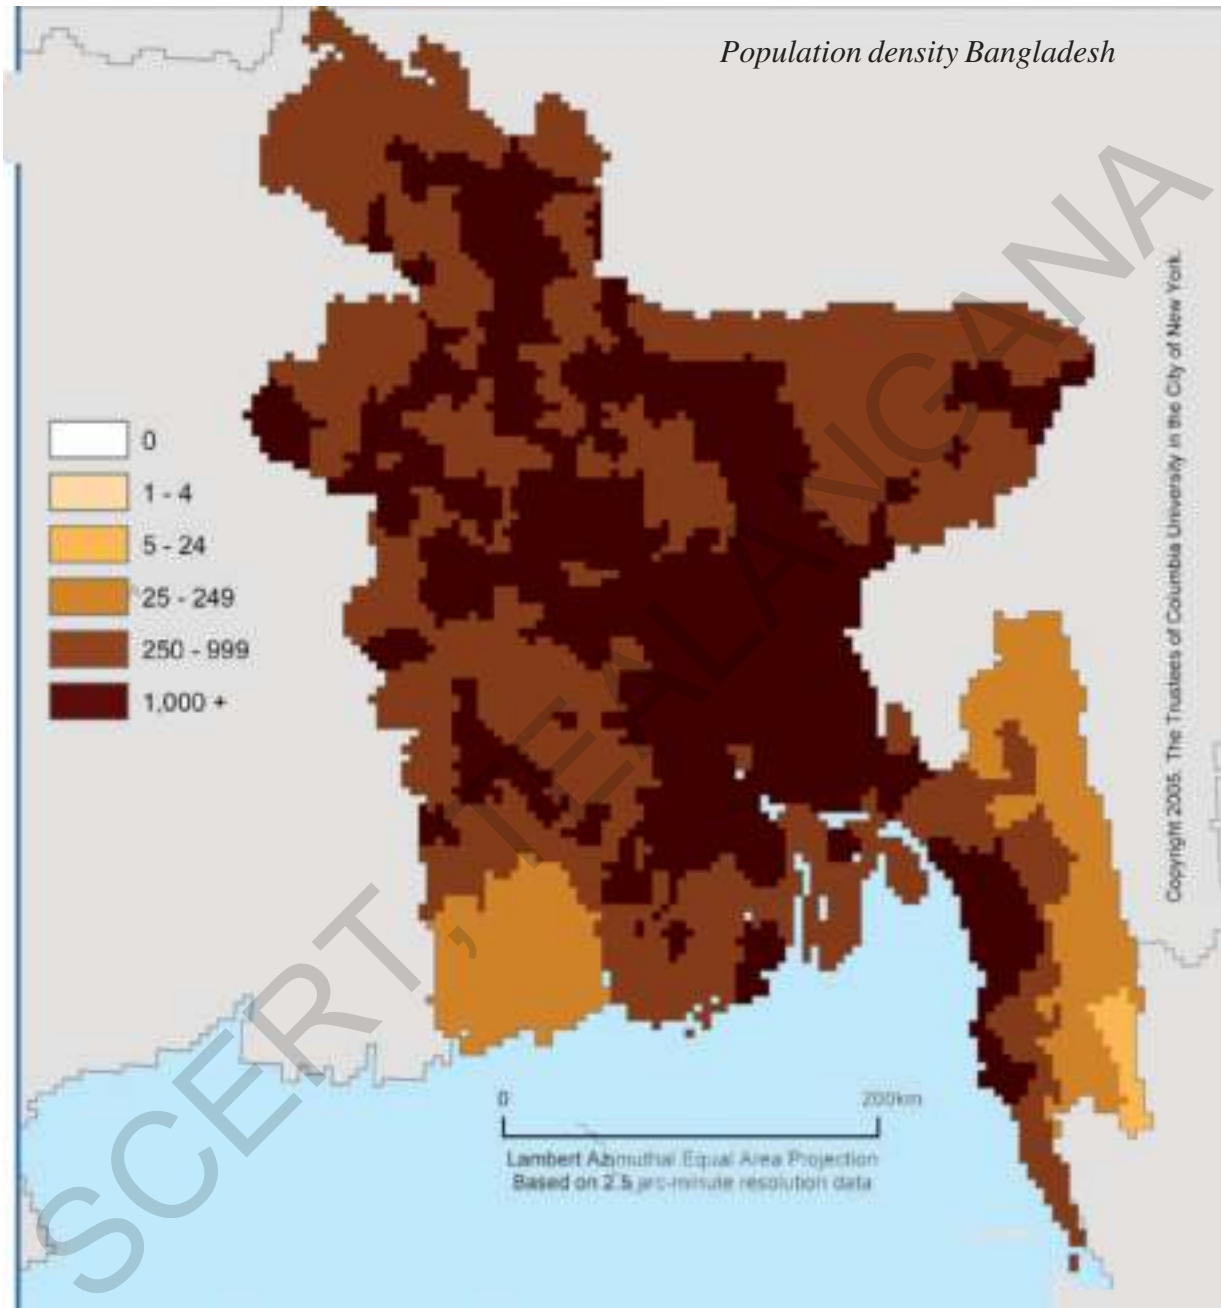 Population density Bangladesh
0
1 - 4
5 - 24
25 - 249
250 - 999
1,000 +
Copyright 2005. The Trustees of Columbia University in the City of New York.
0 200km
Lambert Azimuthal Equal Area Projection
Based on 2.5 arc-minute resolution data
SCERT, TEALANGANA